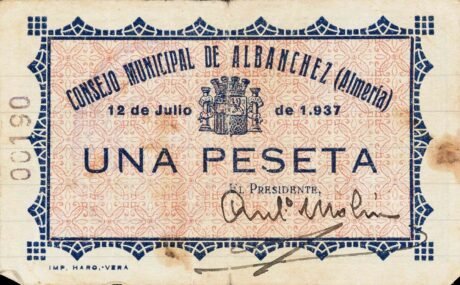 CONSEJO MUNICIPAL DE ALBANCHEZ (Almería)
12 de Julio de 1.937
00190
UNA PESETA
EL PRESIDENTE,
IMP. HARO,-VERA